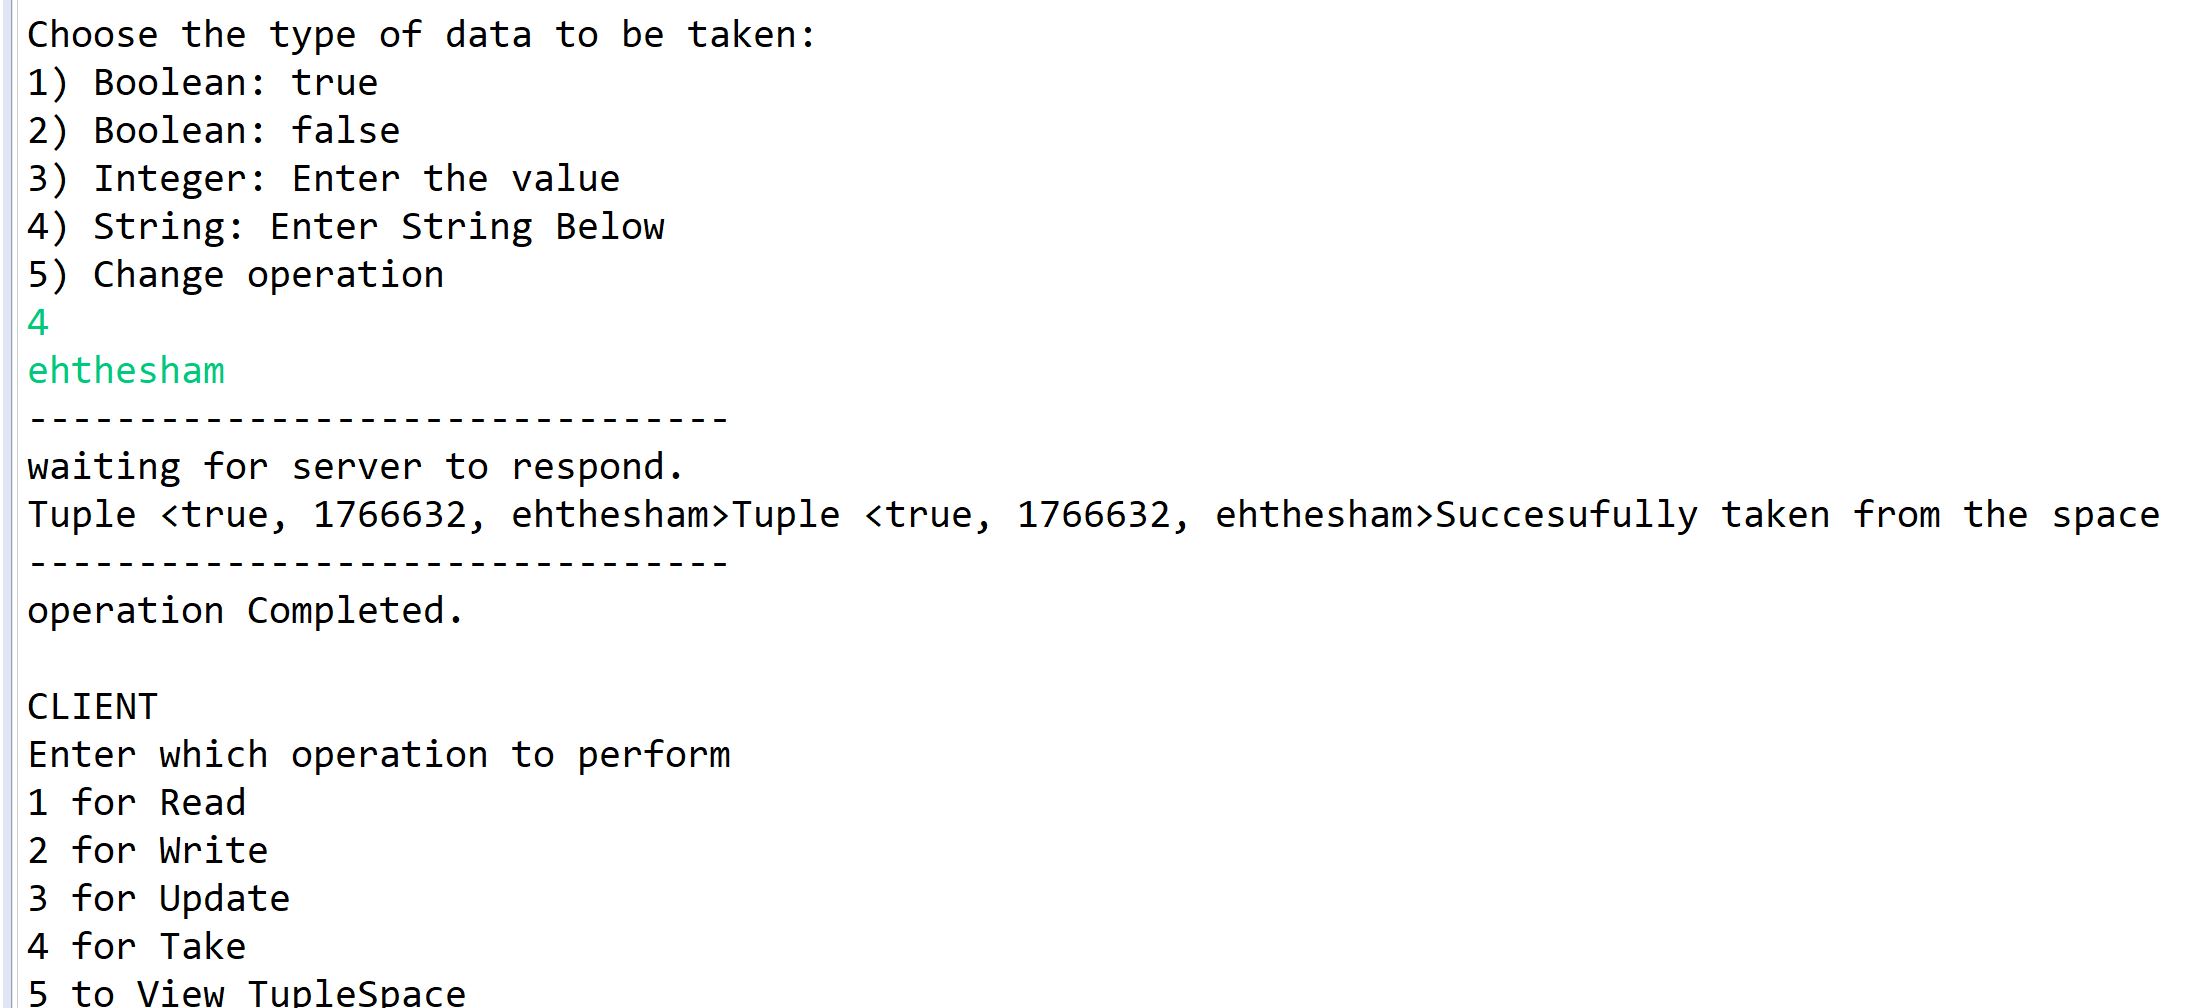 Choose the type of data to be taken:
1) Boolean: true
2) Boolean: false
3) Integer: Enter the value
4) String: Enter String Below
5) Change operation
4
ehthesham
--------------------------------
waiting for server to respond.
Tuple <true, 1766632, ehthesham>Tuple <true, 1766632, ehthesham>Succesufully taken from the space
--------------------------------
operation Completed.

CLIENT
Enter which operation to perform
1 for Read
2 for Write
3 for Update
4 for Take
5 to View TupleSpace